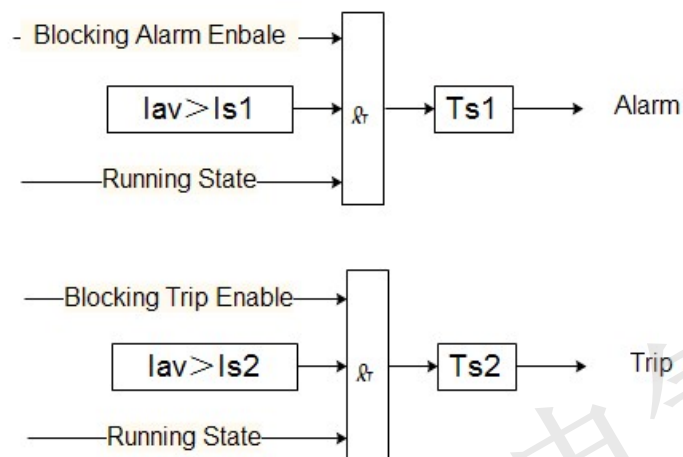 Blocking Alarm Enbale
Iav>Is1
&
Ts1
Alarm
Running State
Blocking Trip Enable
Iav>Is2
&
Ts2
Trip
Running State